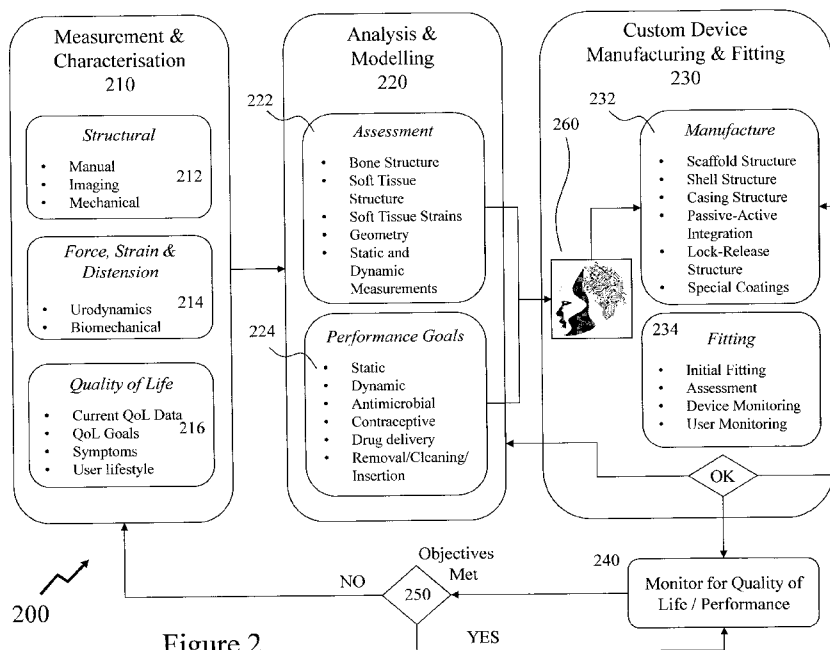 Measurement &
Characterisation
210
Structural
• Manual
• Imaging
• Mechanical
212
Force, Strain &
Distension
• Urodynamics
• Biomechanical
214
Quality of Life
• Current QoL Data
• QoL Goals
• Symptoms
• User lifestyle
216
Analysis &
Modelling
220
222
Assessment
• Bone Structure
• Soft Tissue
Structure
• Soft Tissue Strains
• Geometry
• Static and
Dynamic
Measurements
224
Performance Goals
• Static
• Dynamic
• Antimicrobial
• Contraceptive
• Drug delivery
• Removal/Cleaning/
Insertion
Custom Device
Manufacturing & Fitting
230
232
260
Manufacture
• Scaffold Structure
• Shell Structure
• Casing Structure
• Passive-Active
Integration
• Lock-Release
Structure
• Special Coatings
234
Fitting
• Initial Fitting
• Assessment
• Device Monitoring
• User Monitoring
OK
240
Monitor for Quality of
Life / Performance
Objectives
Met
250
NO
YES
200
Figure 2